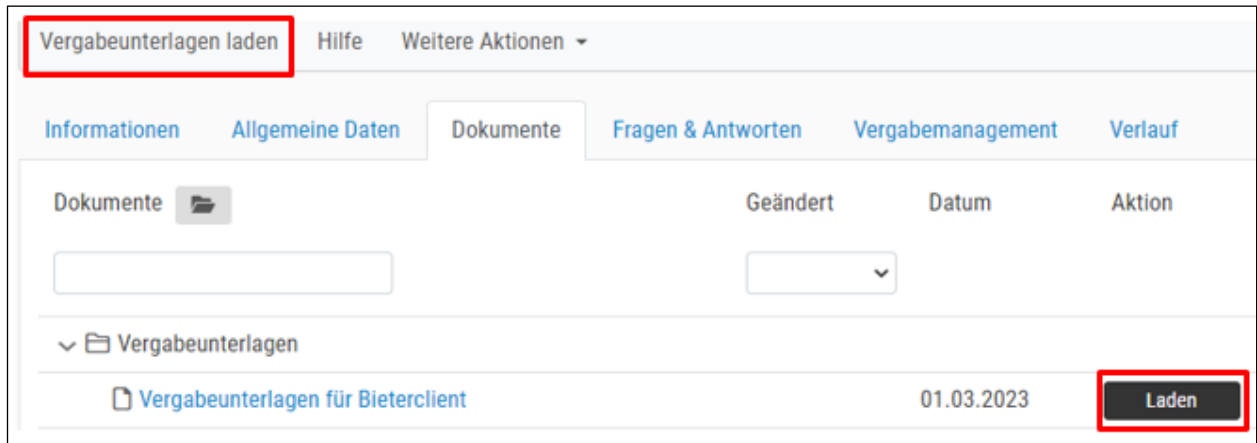 Vergabeunterlagen laden Hilfe Weitere Aktionen
Informationen Allgemeine Daten Dokumente Fragen & Antworten Vergabemanagement Verlauf
Dokumente Geändert Datum Aktion
Vergabeunterlagen
Vergabeunterlagen für Bieterclient 01.03.2023 Laden